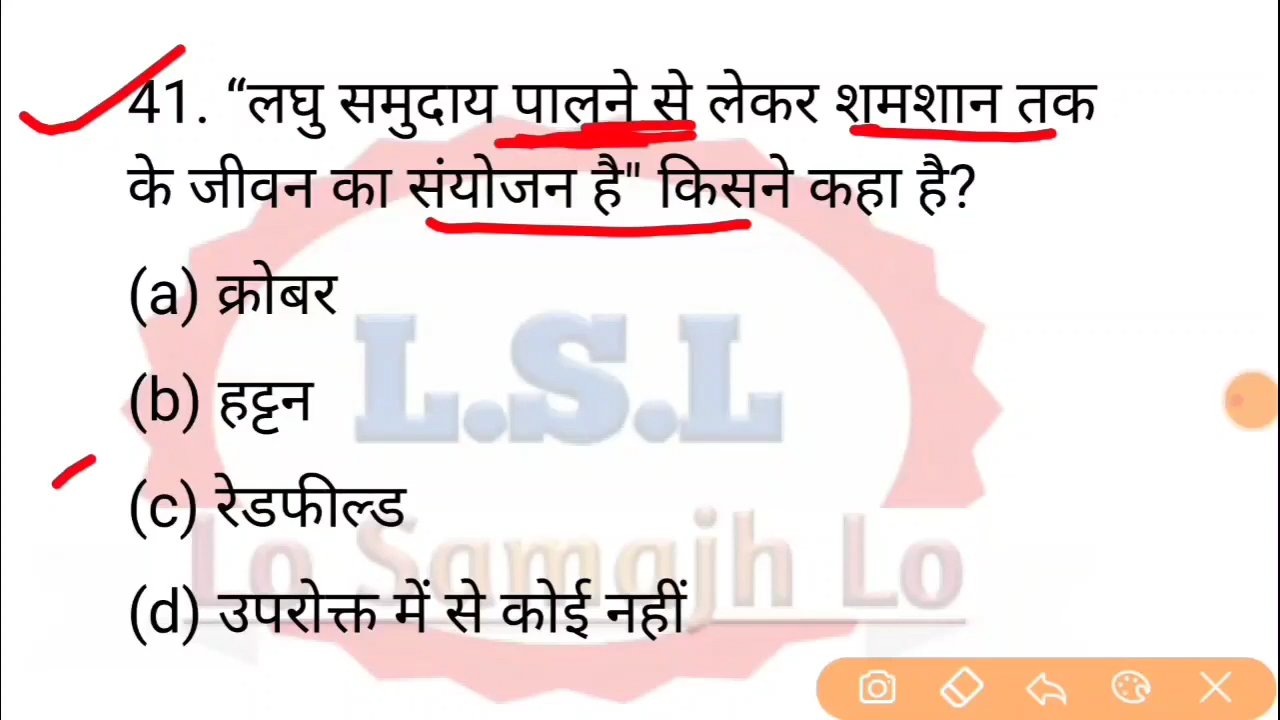 41. “लघु समुदाय पालने से लेकर शमशान तक
के जीवन का संयोजन है" किसने कहा है?
(a) क्रोबर
(b) हट्टन
(c) रेडफील्ड
(d) उपरोक्त में से कोई नहीं
L.S.L
Lo Samajh Lo